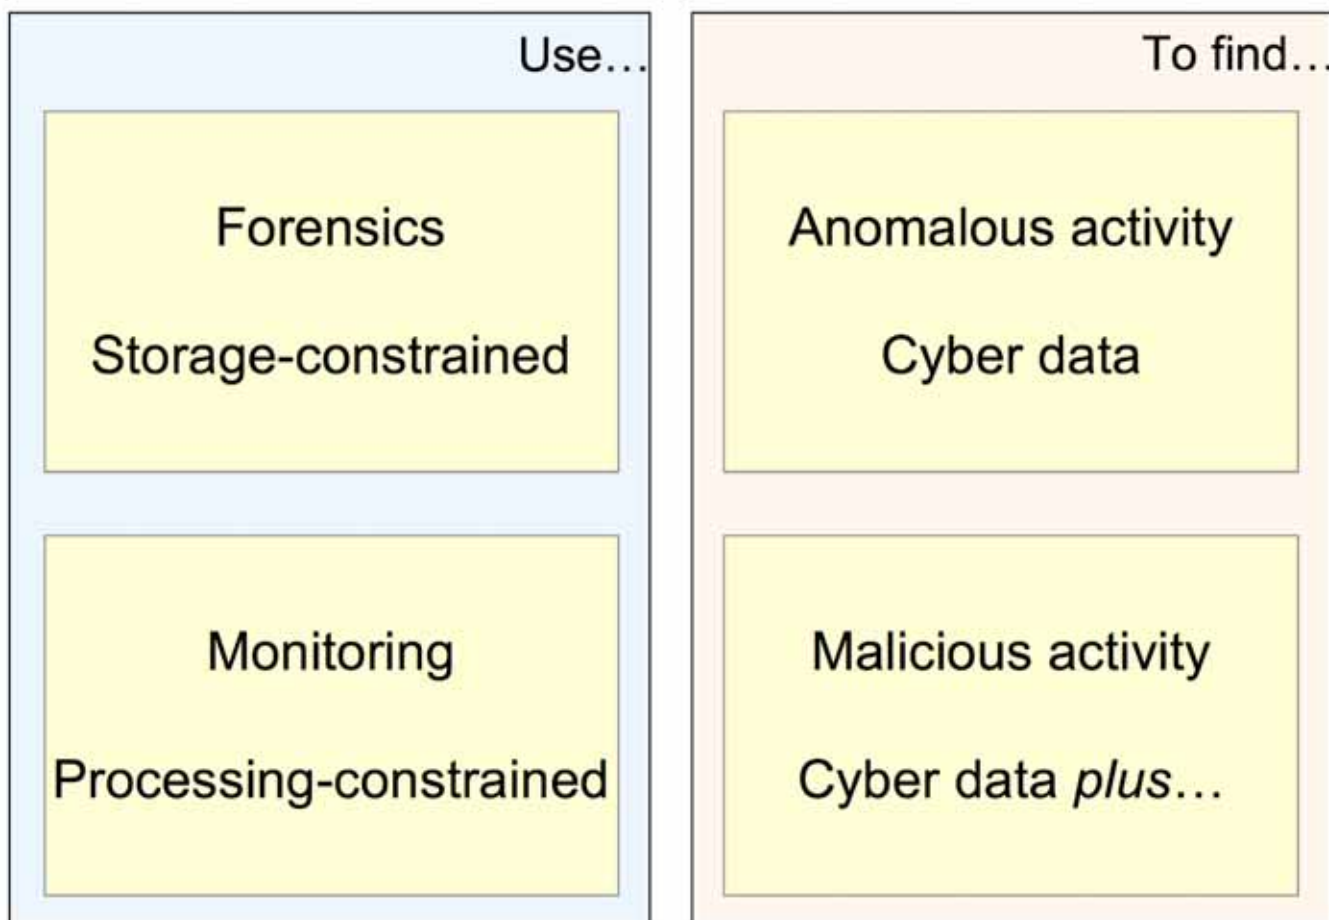 Use…
Forensics
Storage-constrained
Monitoring
Processing-constrained
To find…
Anomalous activity
Cyber data
Malicious activity
Cyber data plus…